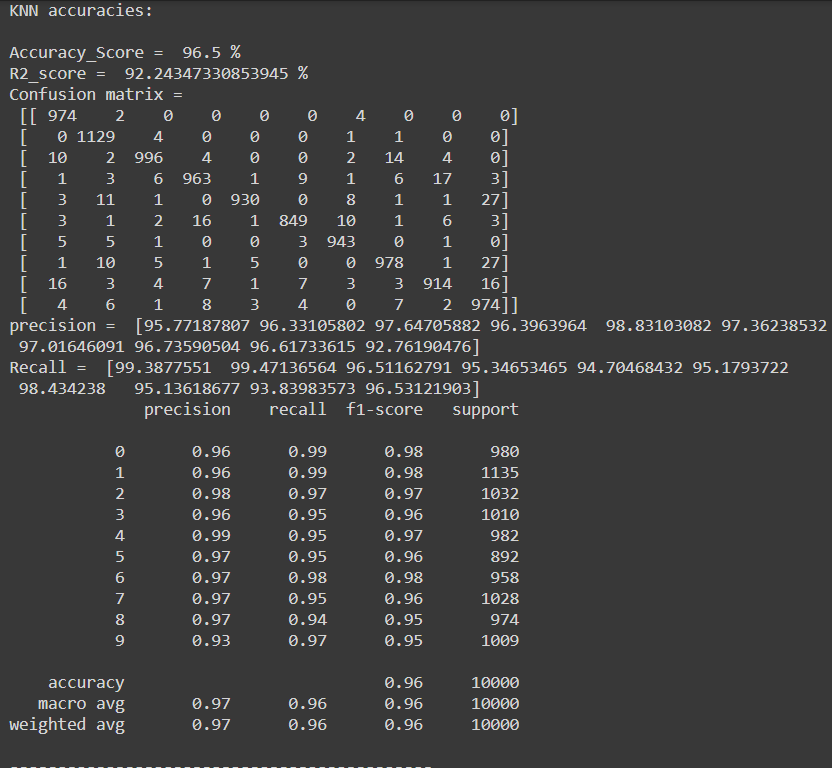 KNN accuracies:
Accuracy_Score =  96.5 %
R2_score =  92.24347330853945 %
Confusion matrix =
[[ 974    2    0    0    0    0    4    0    0    0]
[   0 1129    4    0    0    0    1    1    0    0]
[  10    2  996    4    0    0    2   14    4    0]
[   1    3    6  963    1    9    1    6   17    3]
[   3   11    1    0  930    0    8    1    1   27]
[   3    1    2   16    1  849   10    1    6    3]
[   5    5    1    0    0    3  943    0    1    0]
[   1   10    5    1    5    0    0  978    1   27]
[  16    3    4    7    1    7    3    3  914   16]
[   4    6    1    8    3    4    0    7    2  974]]
precision =  [95.77187807 96.33105802 97.64705882 96.3963964  98.83103082 97.36238532
97.01646091 96.73590504 96.61733615 92.76190476]
Recall =  [99.3877551  99.47136564 96.51162791 95.34653465 94.70468432 95.1793722
98.434238   95.13618677 93.83983573 96.53121903]
precision    recall  f1-score   support
0       0.96      0.99      0.98       980
1       0.96      0.99      0.98      1135
2       0.98      0.97      0.97      1032
3       0.96      0.95      0.96      1010
4       0.99      0.95      0.97       982
5       0.97      0.95      0.96       892
6       0.97      0.98      0.98       958
7       0.97      0.95      0.96      1028
8       0.97      0.94      0.95       974
9       0.93      0.97      0.95      1009
accuracy                           0.96     10000
macro avg       0.97      0.96      0.96     10000
weighted avg       0.97      0.96      0.96     10000
--------------------------------------------